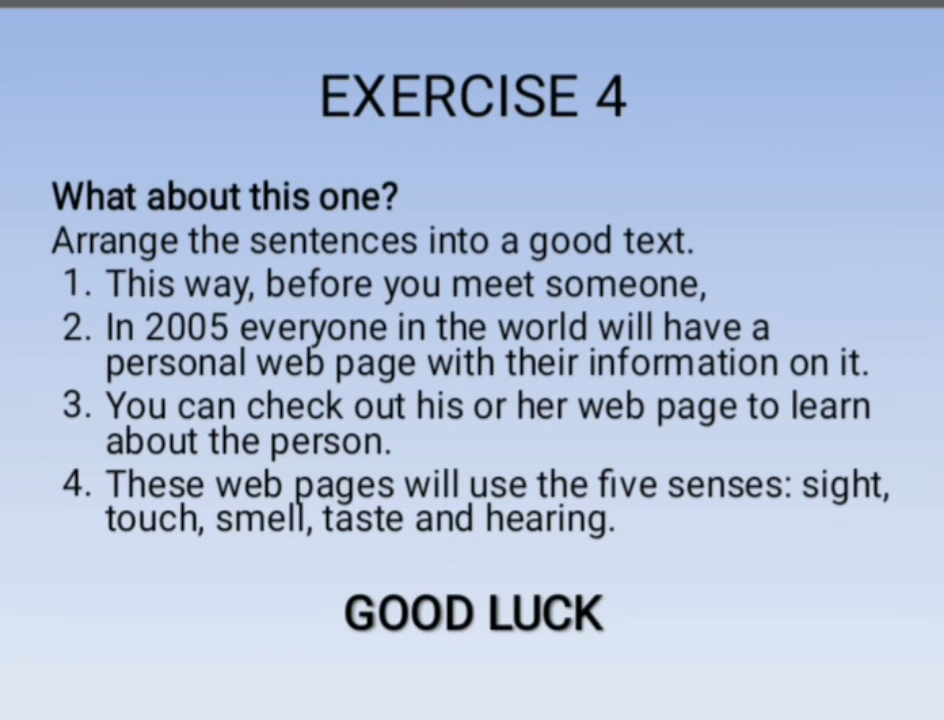 EXERCISE 4
What about this one?
Arrange the sentences into a good text.
1. This way, before you meet someone,
2. In 2005 everyone in the world will have a
personal web page with their information on it.
3. You can check out his or her web page to learn
about the person.
4. These web pages will use the five senses: sight,
touch, smell, taste and hearing.
GOOD LUCK